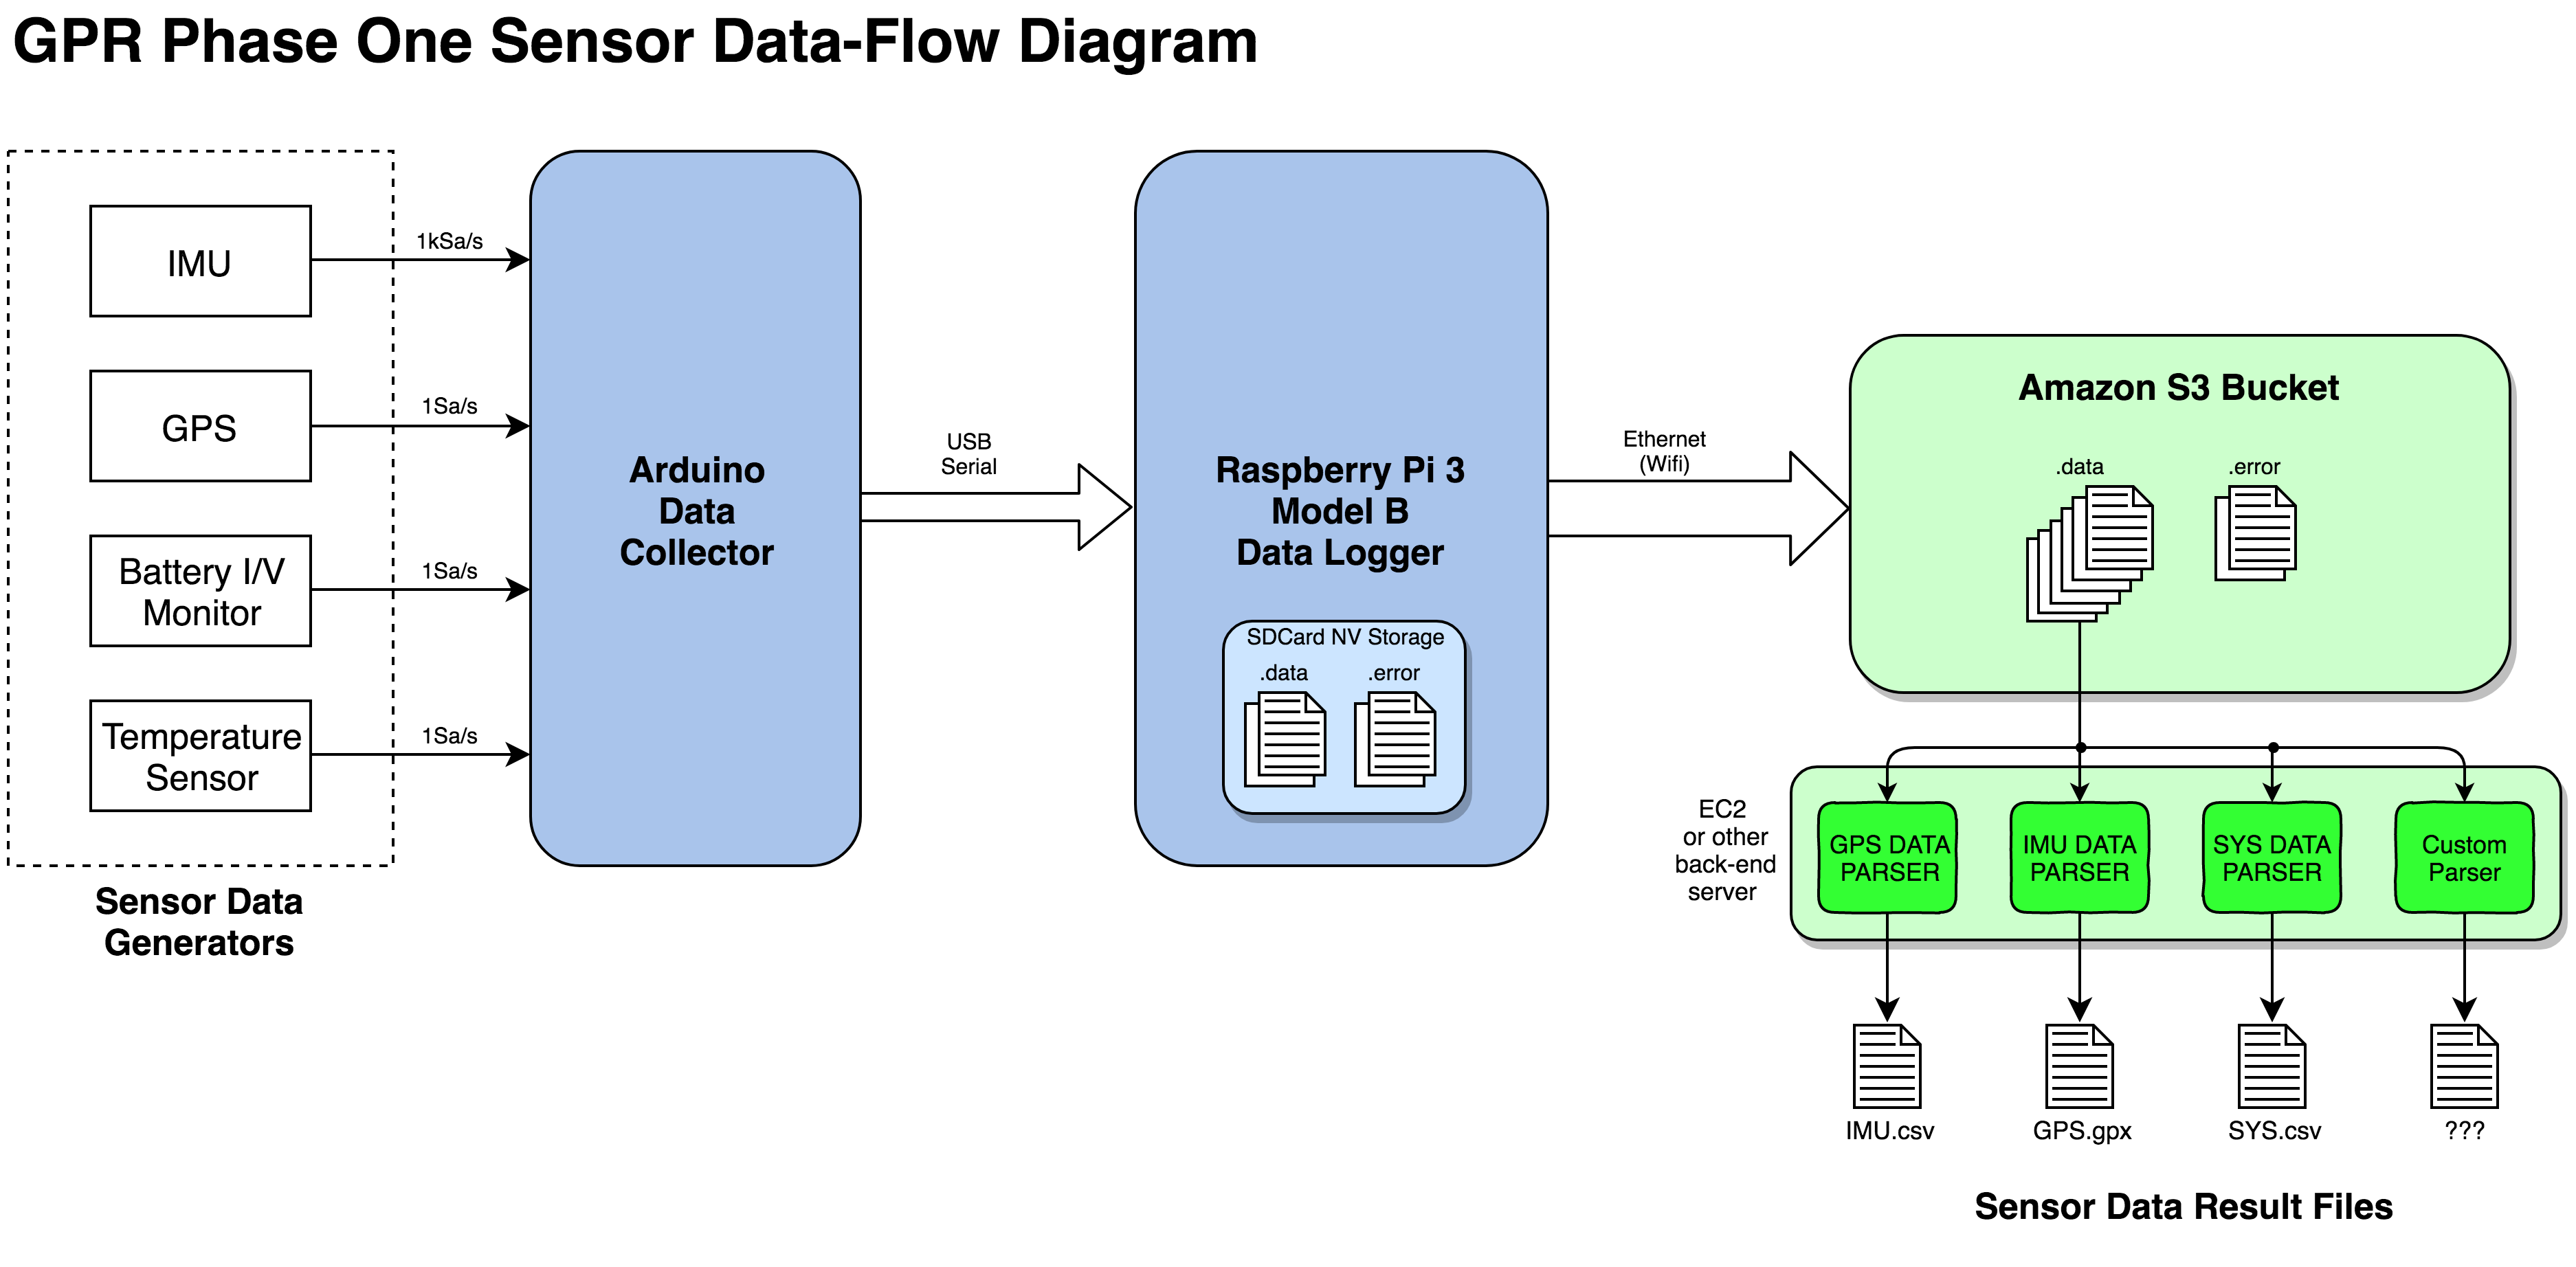 GPR Phase One Sensor Data-Flow Diagram
IMU
1kSa/s
GPS
1Sa/s
Battery I/V
Monitor
1Sa/s
Temperature
Sensor
1Sa/s
Sensor Data
Generators
Arduino
Data
Collector
USB
Serial
Raspberry Pi 3
Model B
Data Logger
SDCard NV Storage
.data
.error
Ethernet
(Wifi)
Amazon S3 Bucket
.data
.error
EC2
or other
back-end
server
GPS DATA
PARSER
IMU DATA
PARSER
SYS DATA
PARSER
Custom
Parser
IMU.csv
GPS.gpx
SYS.csv
???
Sensor Data Result Files